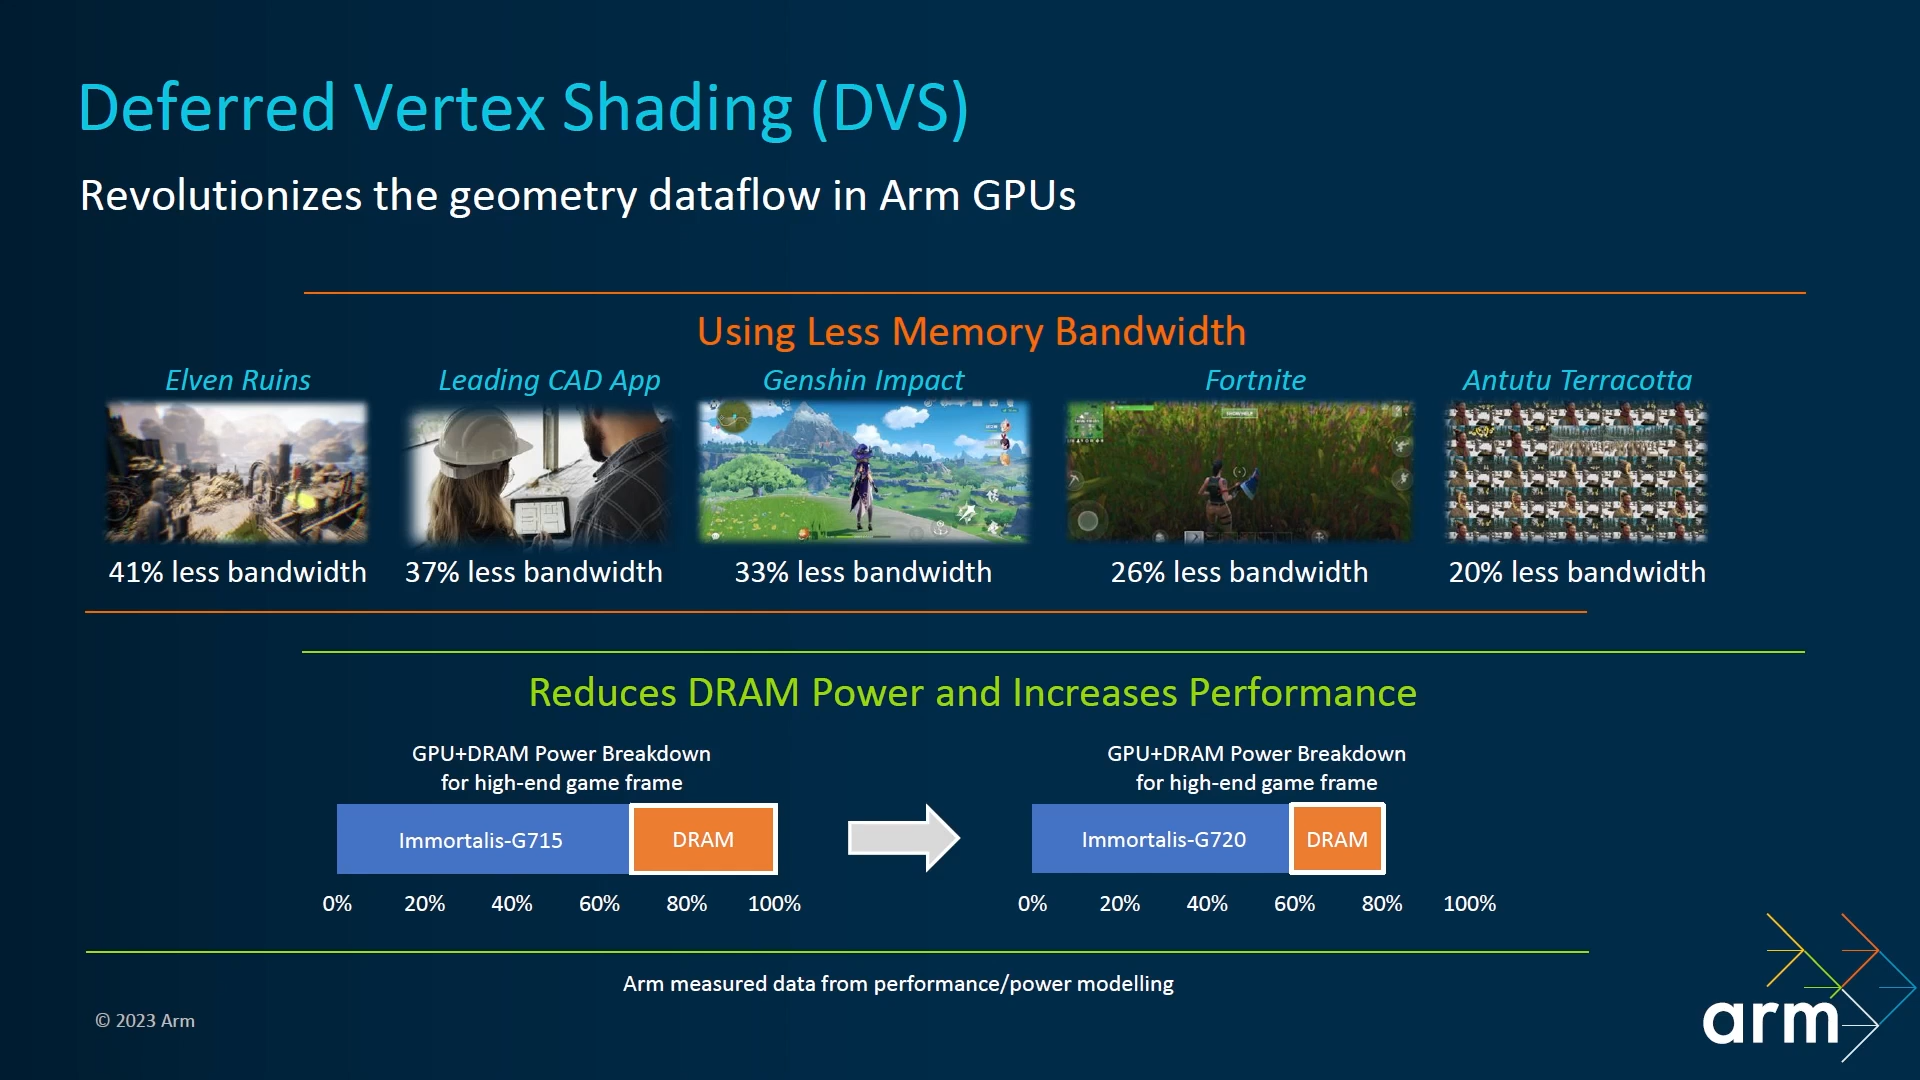 Deferred Vertex Shading (DVS)
Revolutionizes the geometry dataflow in Arm GPUs
Using Less Memory Bandwidth
Elven Ruins
Leading CAD App
Genshin Impact
Fortnite
Antutu Terracotta
41% less bandwidth
37% less bandwidth
33% less bandwidth
26% less bandwidth
20% less bandwidth
Reduces DRAM Power and Increases Performance
GPU+DRAM Power Breakdown
for high-end game frame
Immortalis-G715
DRAM
0% 20% 40% 60% 80% 100%
GPU+DRAM Power Breakdown
for high-end game frame
Immortalis-G720
DRAM
0% 20% 40% 60% 80% 100%
Arm measured data from performance/power modelling
© 2023 Arm
arm